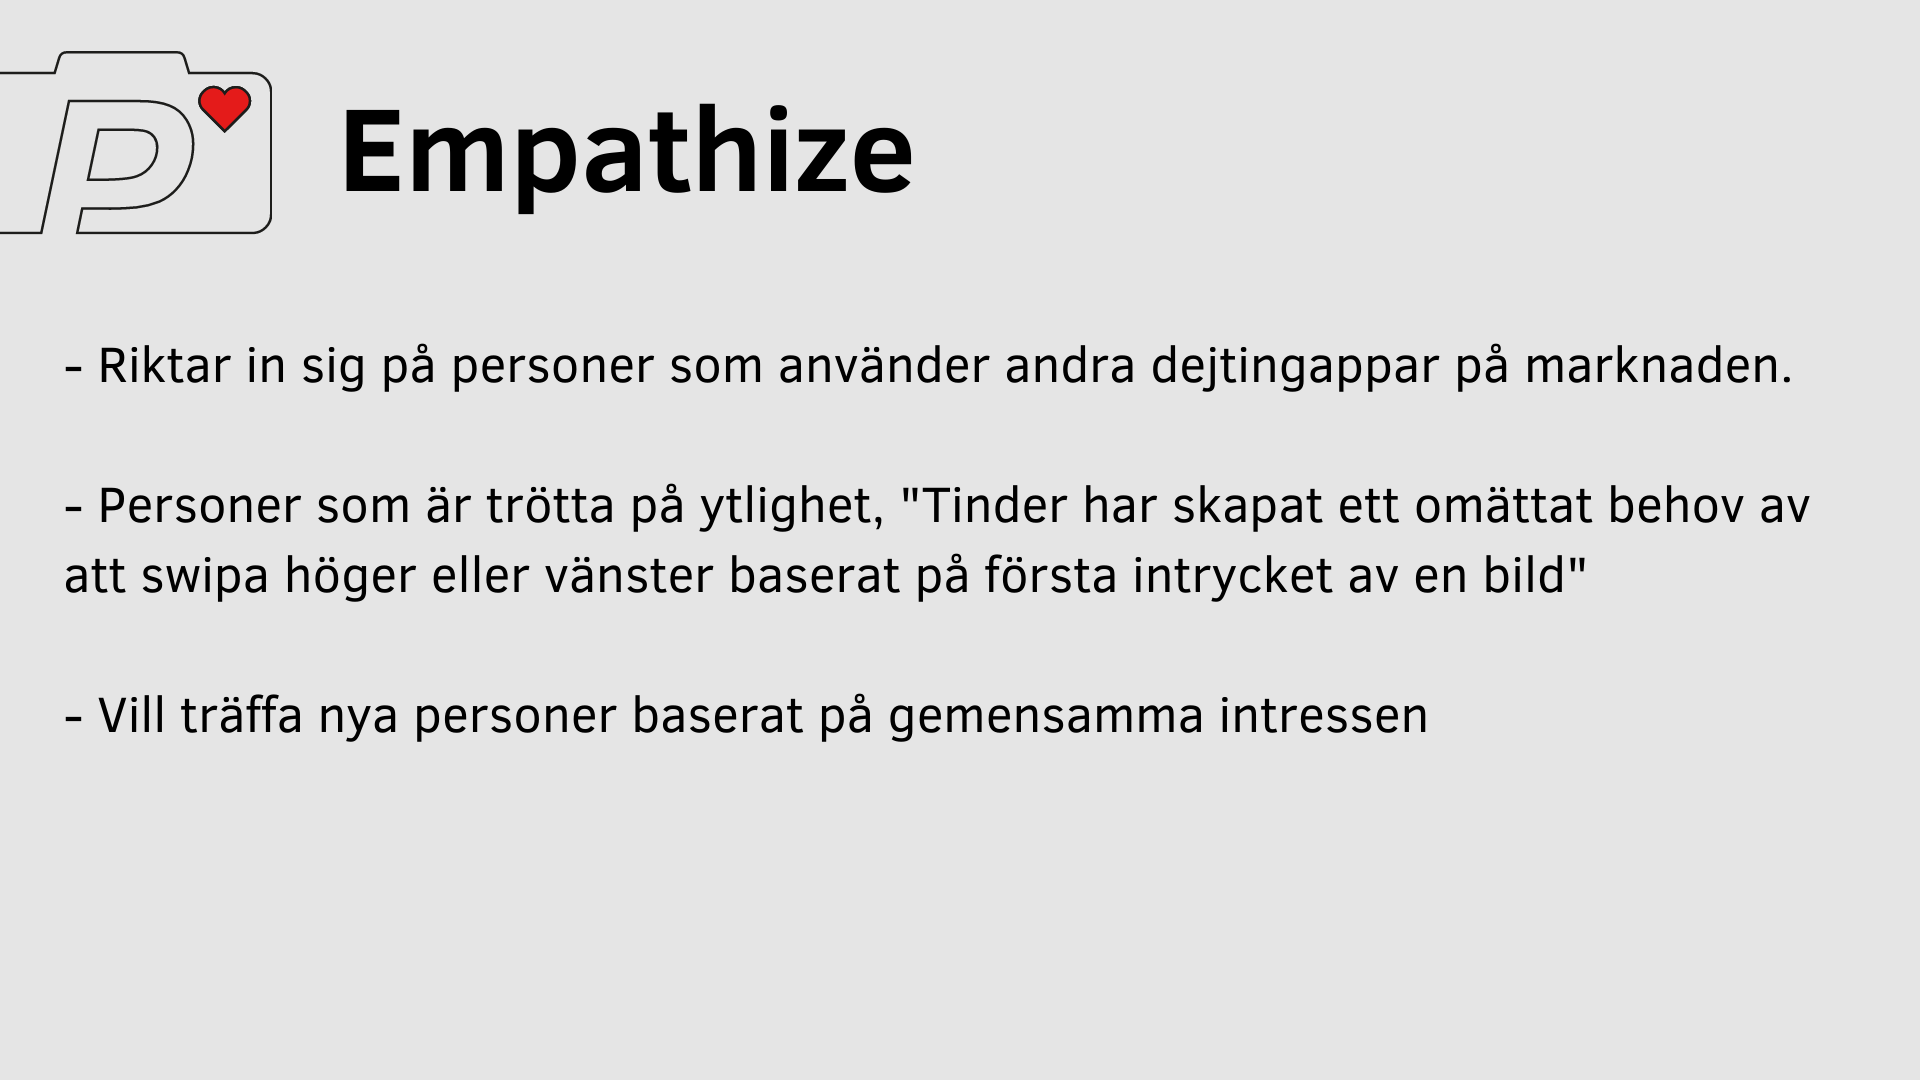 P
Empathize
- Riktar in sig på personer som använder andra dejtingappar på marknaden.
- Personer som är trötta på ytlighet, "Tinder har skapat ett omättat behov av
att swipa höger eller vänster baserat på första intrycket av en bild"
- Vill träffa nya personer baserat på gemensamma intressen